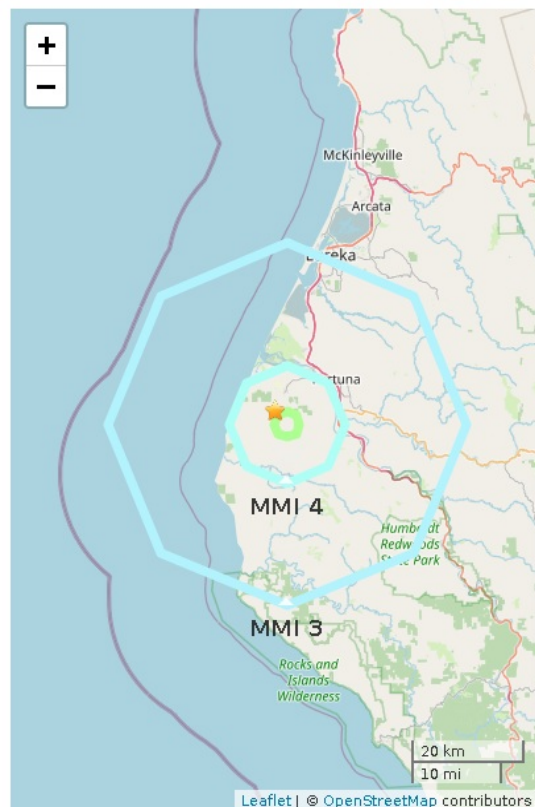 +
−
McKinleyville
Arcata
Eureka
Fortuna
MMI 4
Humboldt
Redwoods
State Park
MMI 3
Rocks and
Islands
Wilderness
20 km
10 mi
Leaflet | © OpenStreetMap contributors